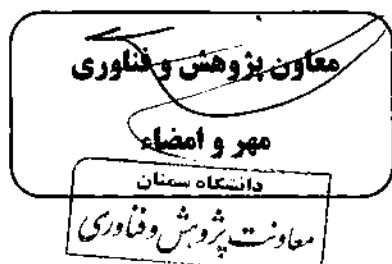 معاون پژوهش و فناوری
مهر و امضاء
دانشگاه سمنان
معاونت پژوهش و فناوری